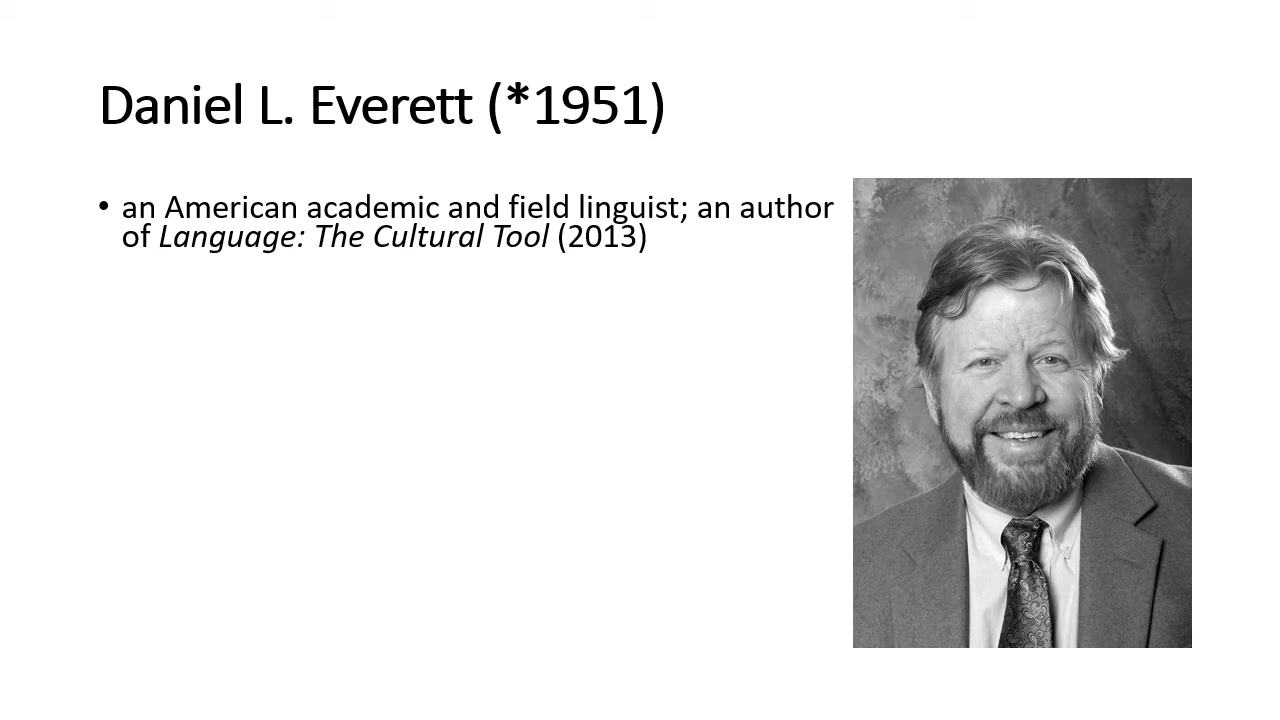 Daniel L. Everett (*1951)
• an American academic and field linguist; an author
of Language: The Cultural Tool (2013)